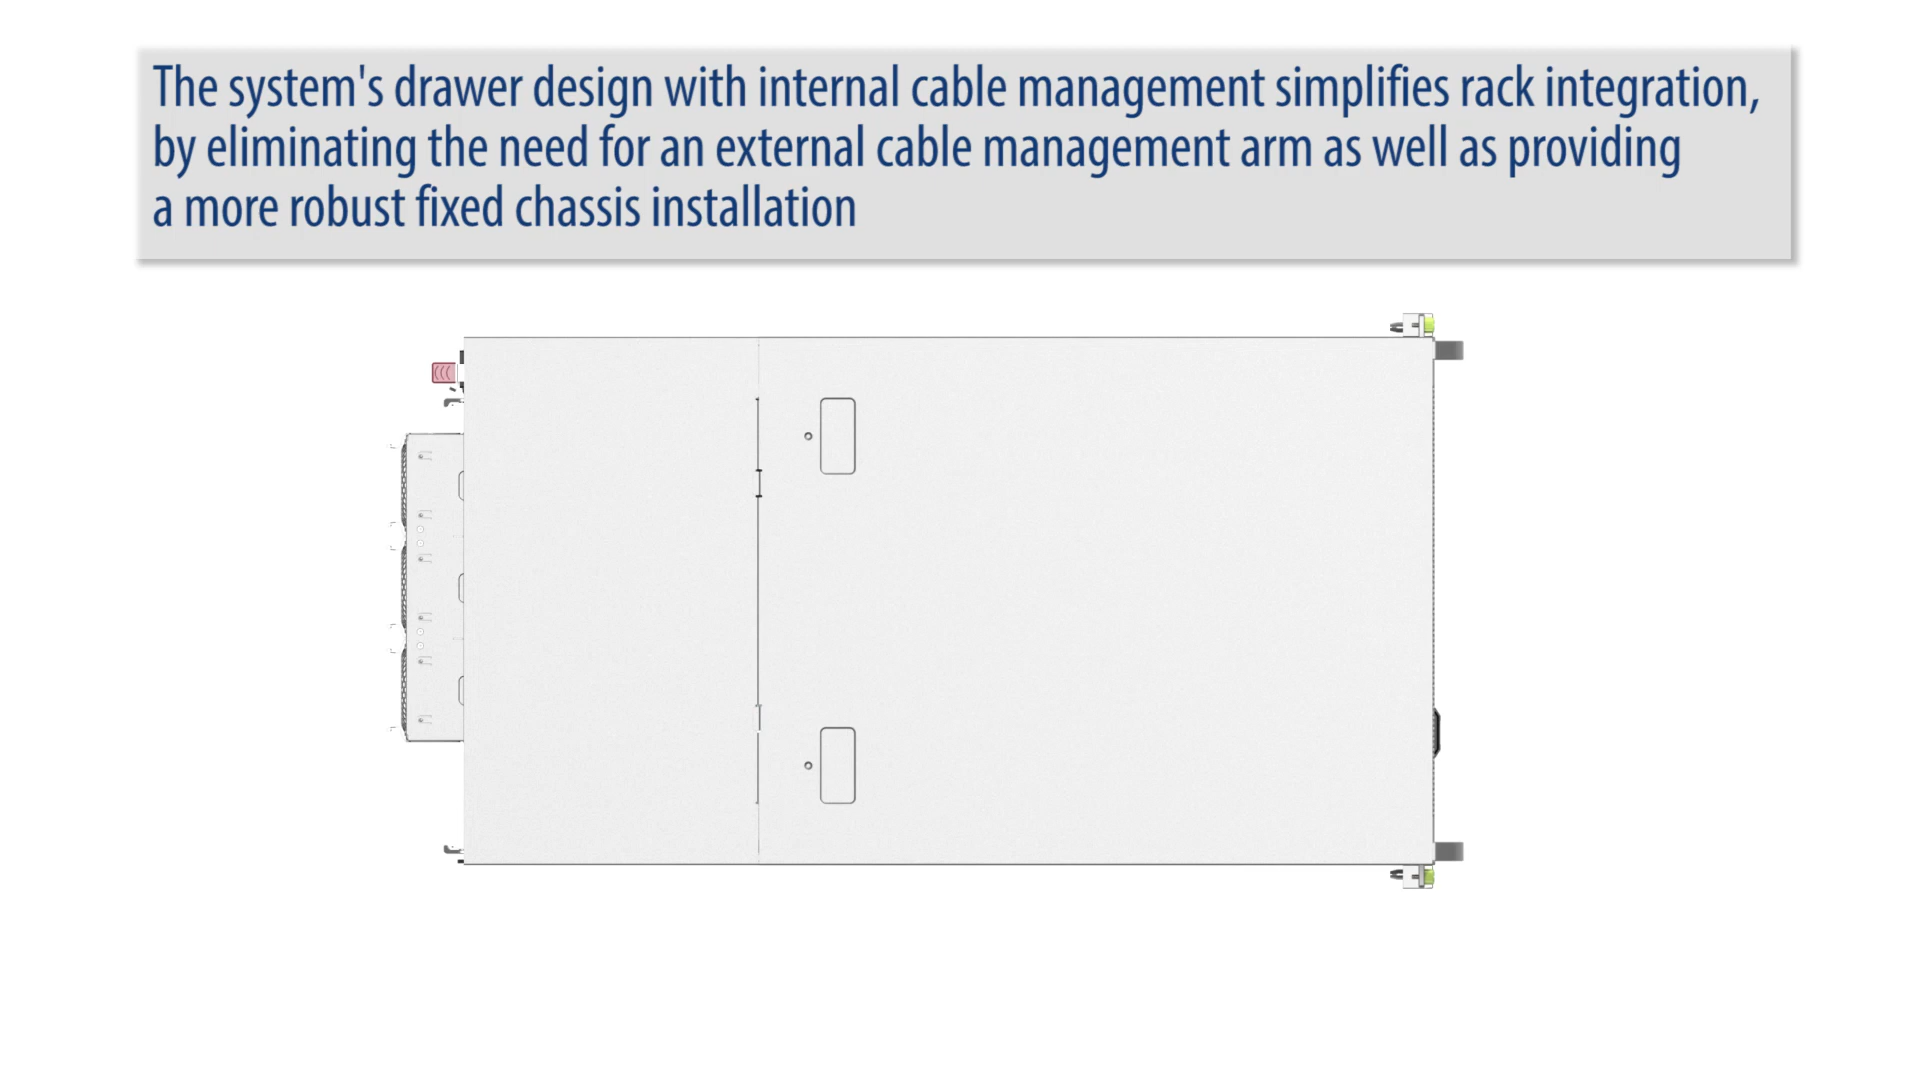 The system's drawer design with internal cable management simplifies rack integration,
by eliminating the need for an external cable management arm as well as providing
a more robust fixed chassis installation